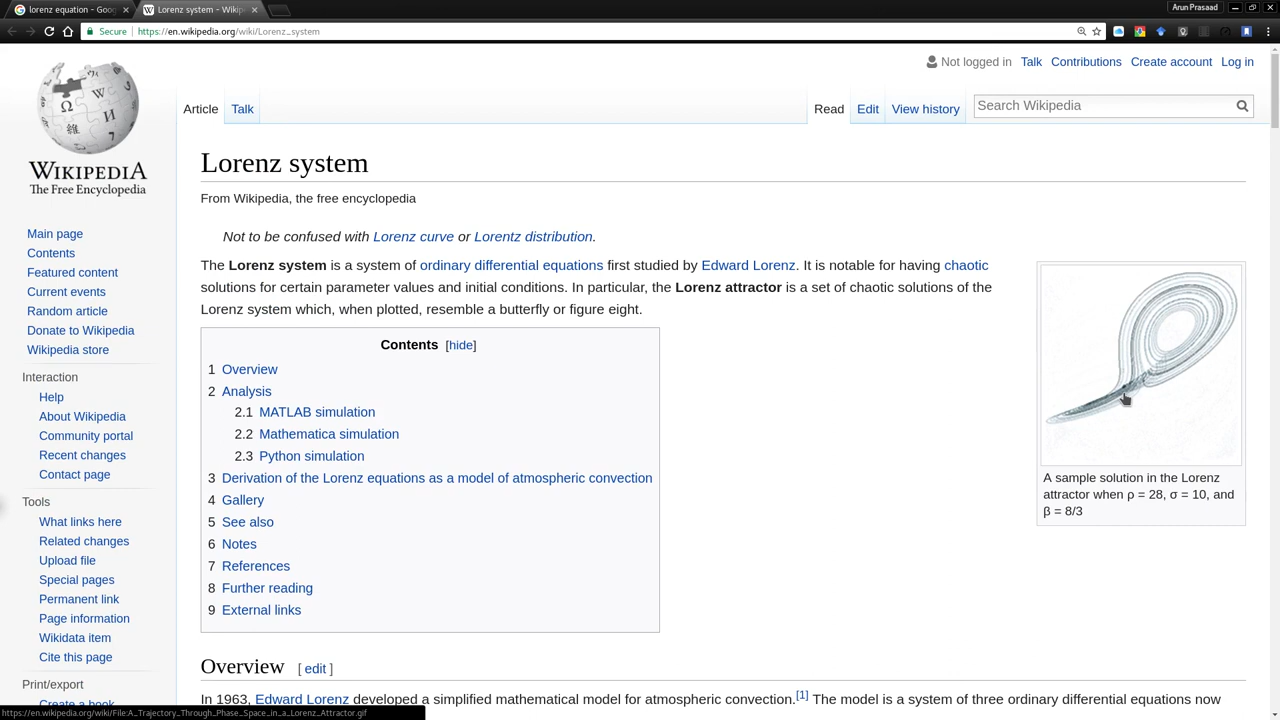 lorenz equation - Goog
Lorenz system - Wikip
Arun Prasaad
Secure
https://en.wikipedia.org/wiki/Lorenz_system
Not logged in Talk Contributions Create account Log in
Article Talk
Read Edit View history
Search Wikipedia
WIKIPEDIA
The Free Encyclopedia
Main page
Contents
Featured content
Current events
Random article
Donate to Wikipedia
Wikipedia store
Interaction
Help
About Wikipedia
Community portal
Recent changes
Contact page
Tools
What links here
Related changes
Upload file
Special pages
Permanent link
Page information
Wikidata item
Cite this page
Print/export
Create a book
Lorenz system
From Wikipedia, the free encyclopedia
Not to be confused with Lorenz curve or Lorentz distribution.
The Lorenz system is a system of ordinary differential equations first studied by Edward Lorenz. It is notable for having chaotic
solutions for certain parameter values and initial conditions. In particular, the Lorenz attractor is a set of chaotic solutions of the
Lorenz system which, when plotted, resemble a butterfly or figure eight.
Contents [hide]
1 Overview
2 Analysis
2.1 MATLAB simulation
2.2 Mathematica simulation
2.3 Python simulation
3 Derivation of the Lorenz equations as a model of atmospheric convection
4 Gallery
5 See also
6 Notes
7 References
8 Further reading
9 External links
A sample solution in the Lorenz
attractor when ρ = 28, σ = 10, and
β = 8/3
Overview [ edit ]
In 1963, Edward Lorenz developed a simplified mathematical model for atmospheric convection.[1] The model is a system of three ordinary differential equations now
https://en.wikipedia.org/wiki/File:A_Trajectory_Through_Phase_Space_in_a_Lorenz_Attractor.gif